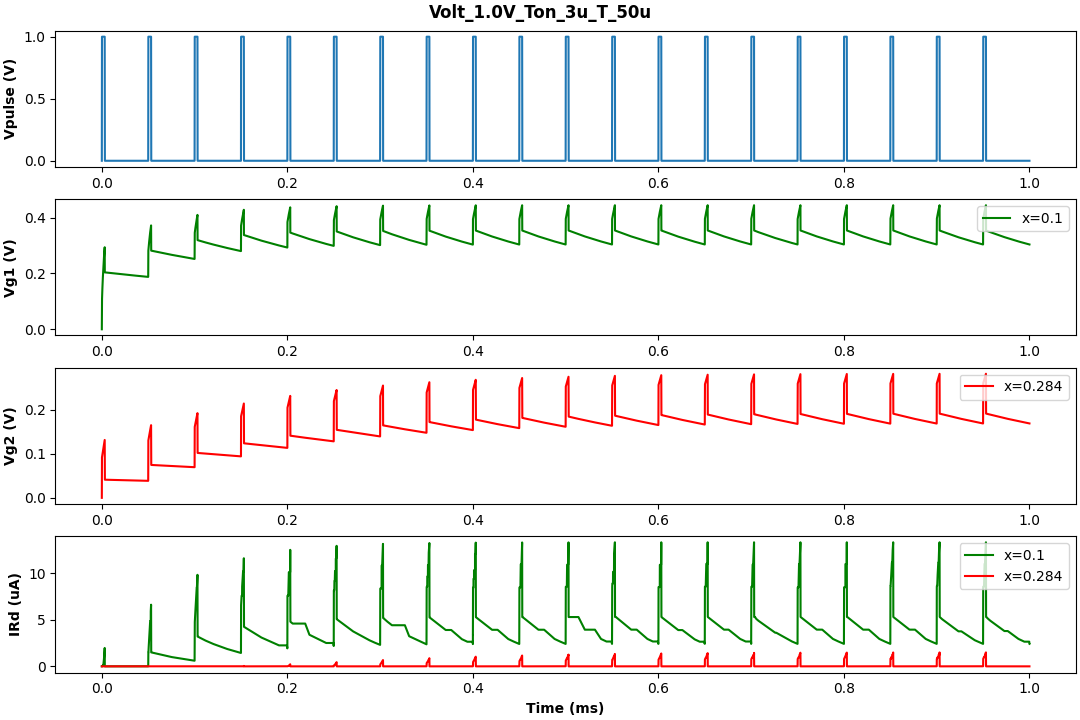 Volt_1.0V_Ton_3u_T_50u
1.0
0.5
0.0
Vpulse (V)
0.0 0.2 0.4 0.6 0.8 1.0
0.4
0.2
0.0
Vg1 (V)
x=0.1
0.0 0.2 0.4 0.6 0.8 1.0
0.2
0.1
0.0
Vg2 (V)
x=0.284
0.0 0.2 0.4 0.6 0.8 1.0
10
5
0
IRd (uA)
x=0.1
x=0.284
0.0 0.2 0.4 0.6 0.8 1.0
Time (ms)